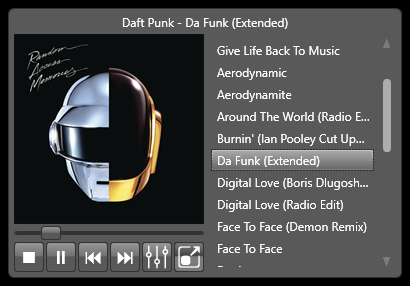 Daft Punk - Da Funk (Extended)
Random
Access
Memories
Give Life Back To Music
Aerodynamic
Aerodynamite
Around The World (Radio E...
Burnin' (Ian Pooley Cut Up...
Da Funk (Extended)
Digital Love (Boris Dlugosh...
Digital Love (Radio Edit)
Face To Face (Demon Remix)
Face To Face